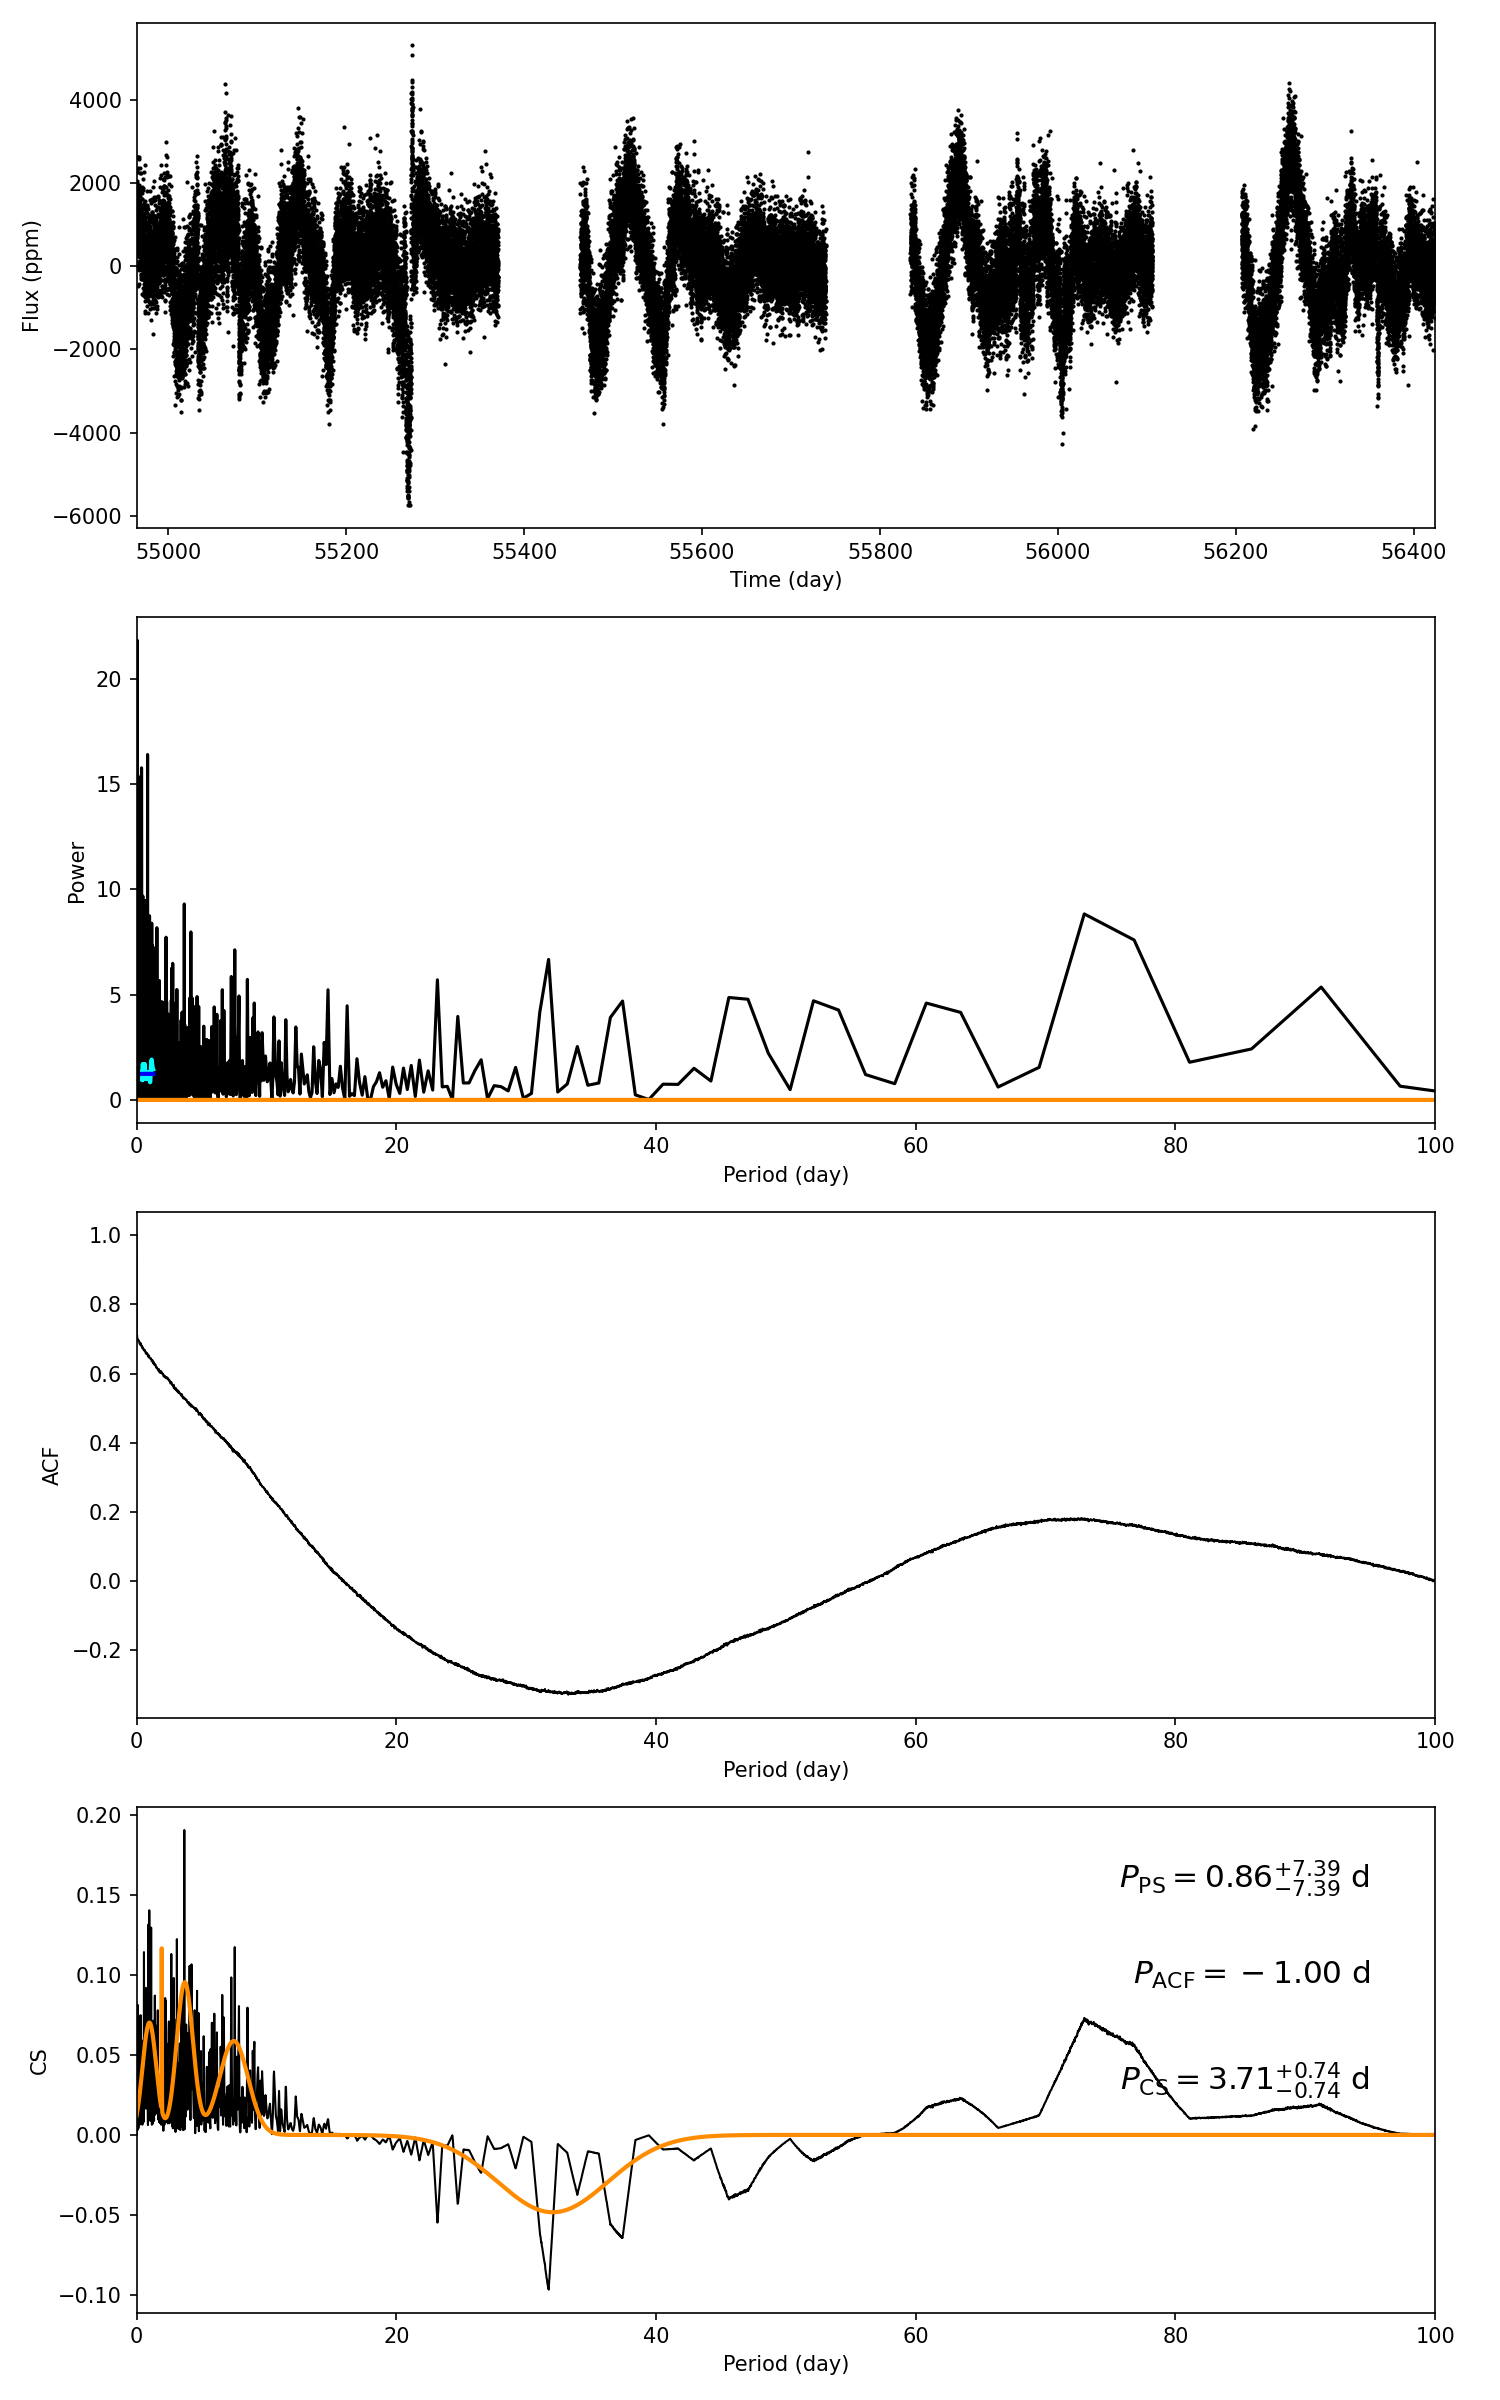 4000
2000
0
−2000
−4000
−6000
Flux (ppm)
55000 55200 55400 55600 55800 56000 56200 56400
Time (day)
20
15
10
5
0
Power
0 20 40 60 80 100
Period (day)
1.0
0.8
0.6
0.4
0.2
0.0
−0.2
ACF
0 20 40 60 80 100
Period (day)
0.20
0.15
0.10
0.05
0.00
−0.05
−0.10
CS
P_PS = 0.86 +7.39 −7.39 d
P_ACF = −1.00 d
P_CS = 3.71 +0.74 −0.74 d
0 20 40 60 80 100
Period (day)